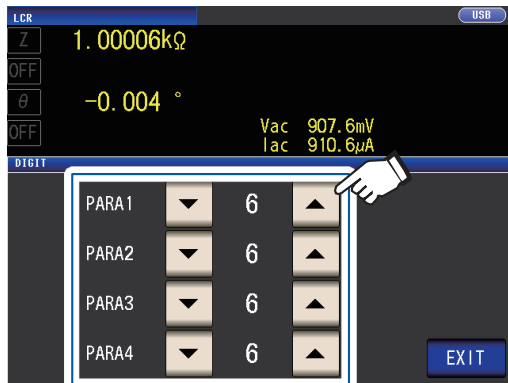 LCR USB
Z 1.00006kΩ
OFF
θ -0.004 °
OFF
Vac 907.6mV
Iac 910.6μA
DIGIT
PARA1 6
PARA2 6
PARA3 6
PARA4 6
EXIT